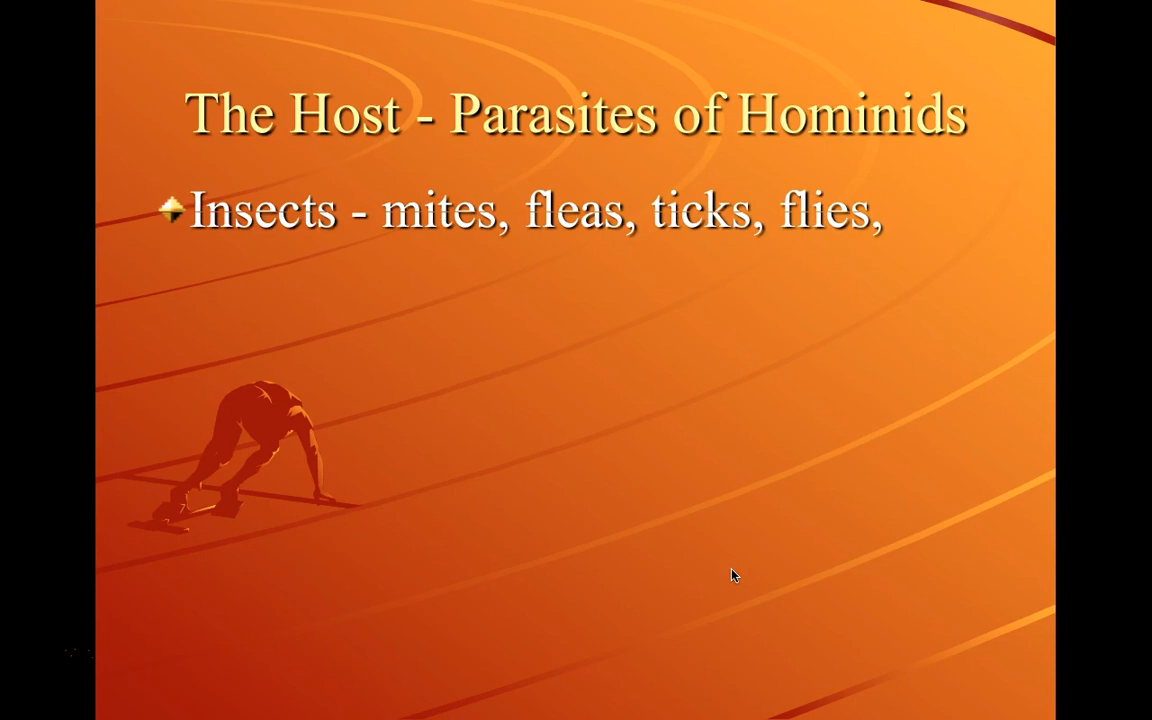 The Host - Parasites of Hominids
Insects - mites, fleas, ticks, flies,